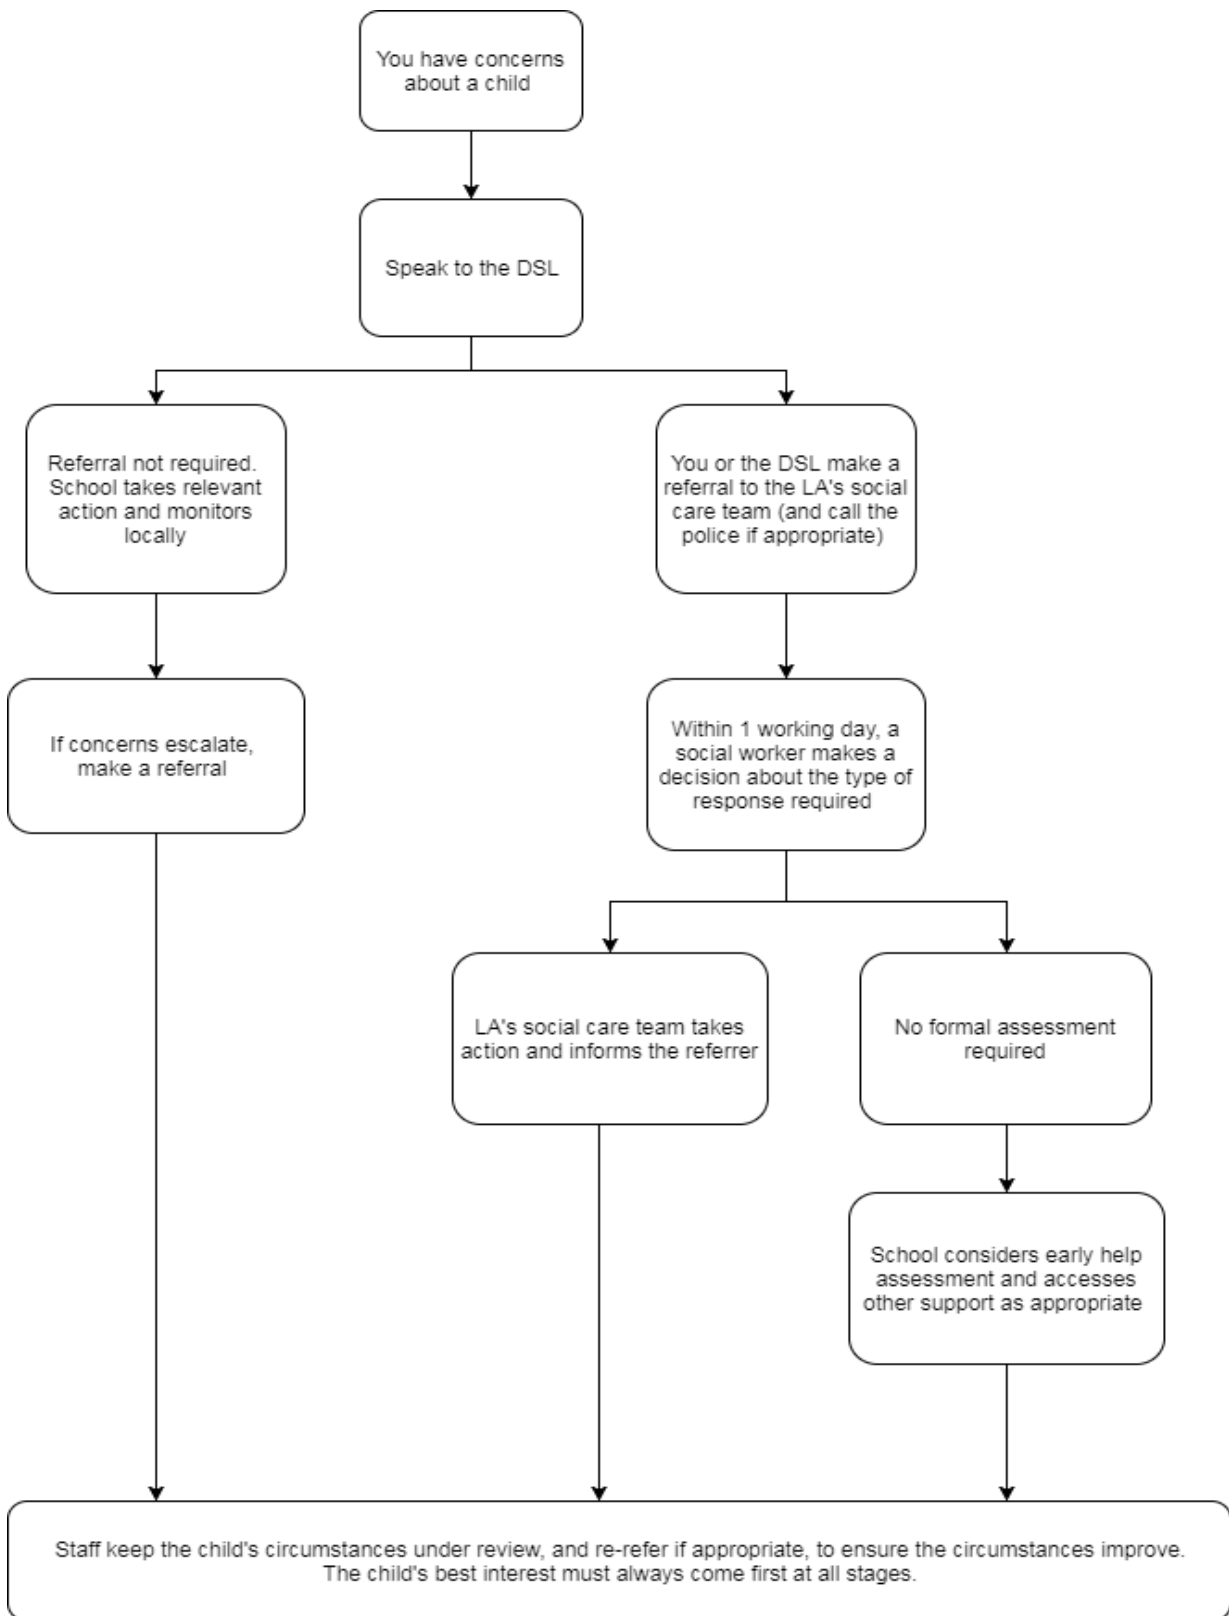 You have concerns
about a child
Speak to the DSL
Referral not required.
School takes relevant
action and monitors
locally
You or the DSL make a
referral to the LA's social
care team (and call the
police if appropriate)
If concerns escalate,
make a referral
Within 1 working day, a
social worker makes a
decision about the type of
response required
LA's social care team takes
action and informs the referrer
No formal assessment
required
School considers early help
assessment and accesses
other support as appropriate
Staff keep the child's circumstances under review, and re-refer if appropriate, to ensure the circumstances improve.
The child's best interest must always come first at all stages.